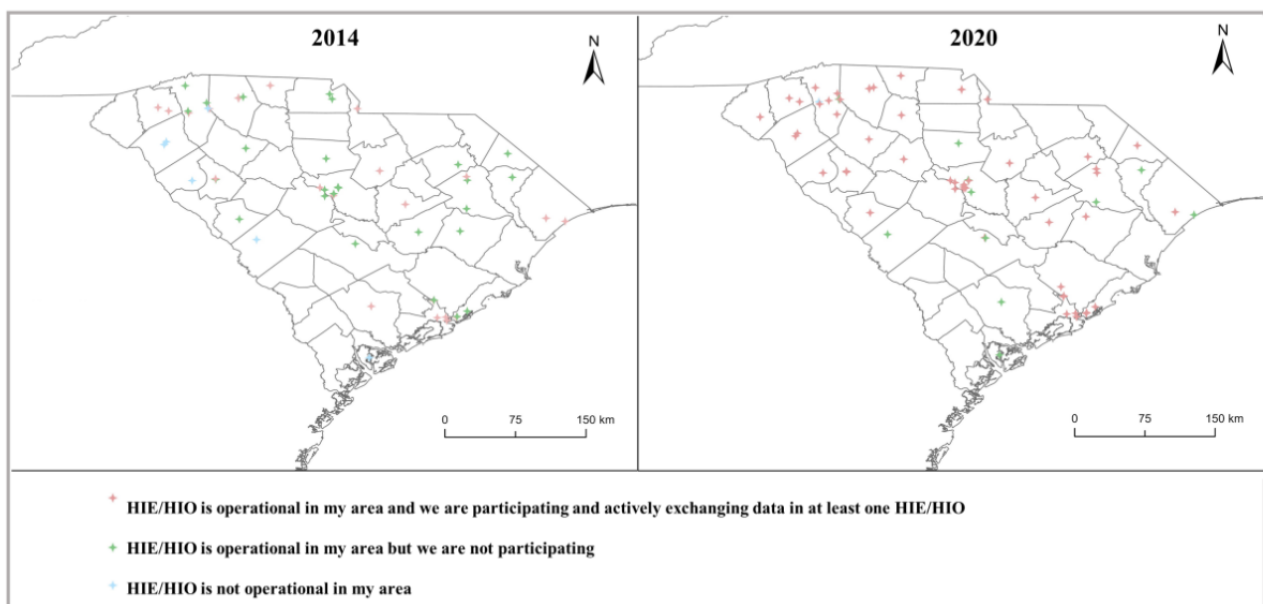 2014
N
0 75 150 km
2020
N
0 75 150 km
HIE/HIO is operational in my area and we are participating and actively exchanging data in at least one HIE/HIO
HIE/HIO is operational in my area but we are not participating
HIE/HIO is not operational in my area